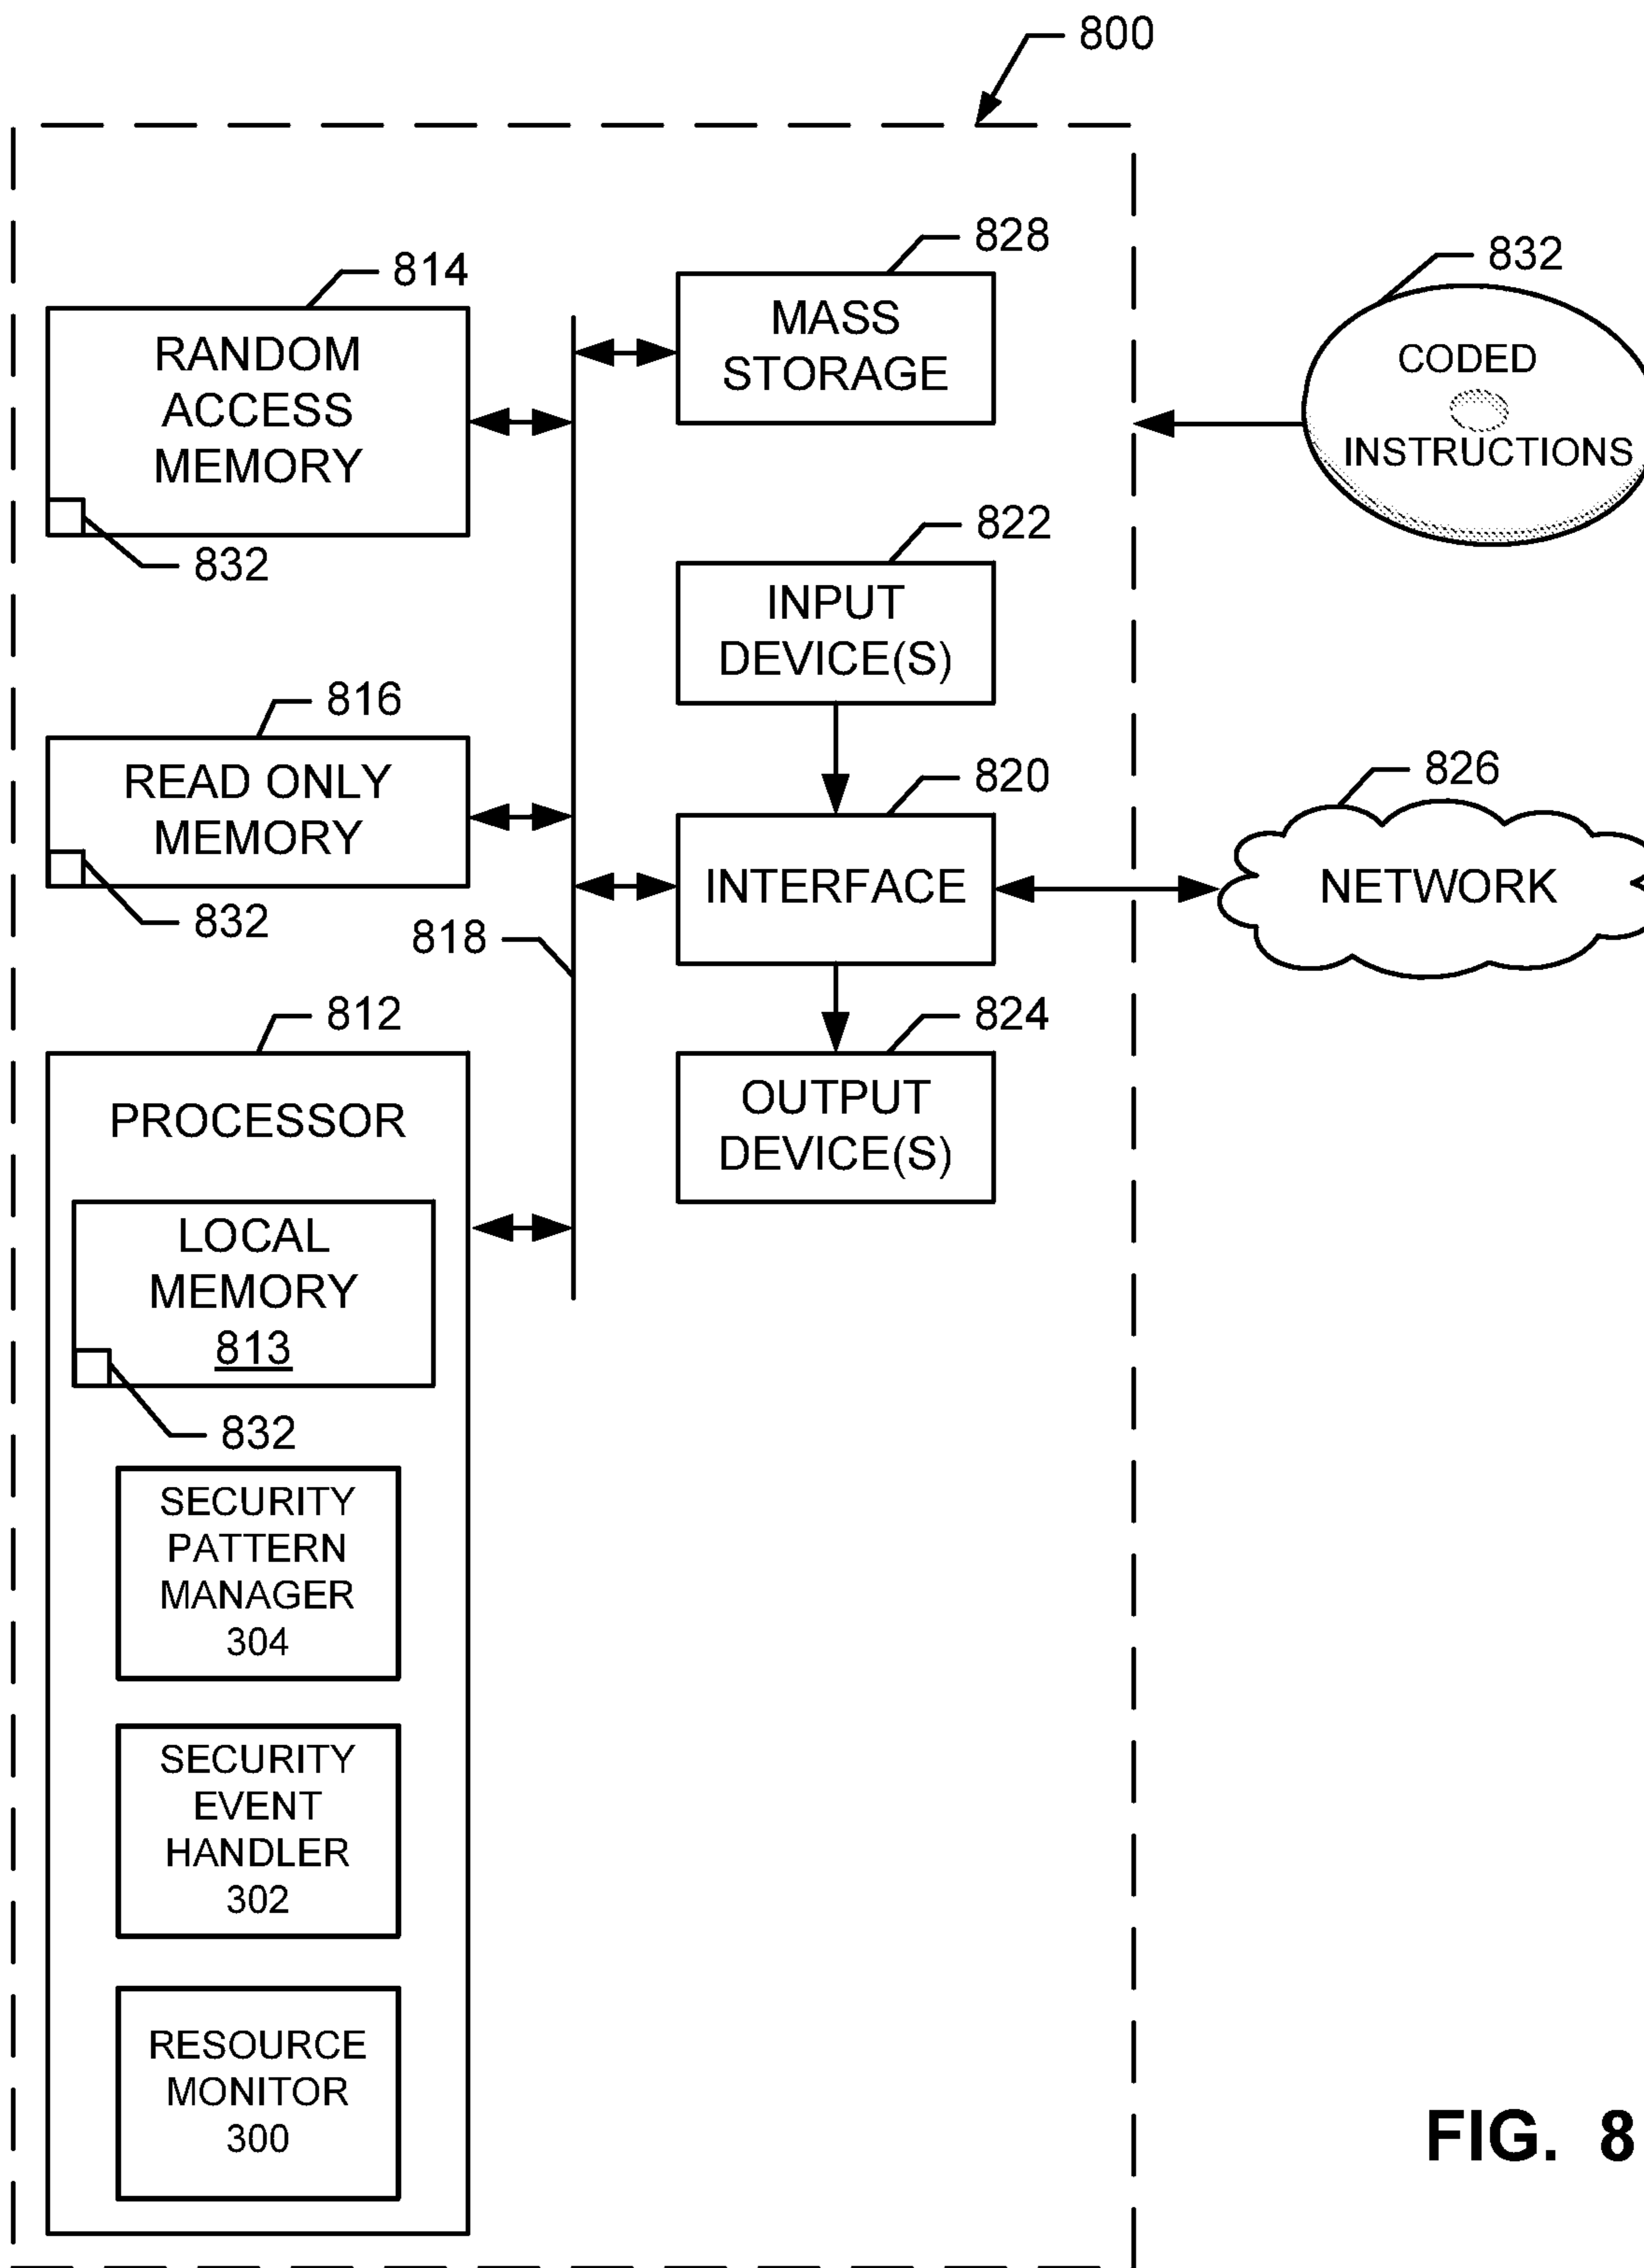 800
828
MASS
STORAGE
814
RANDOM
ACCESS
MEMORY
832
832
CODED
INSTRUCTIONS
822
INPUT
DEVICE(S)
816
READ ONLY
MEMORY
832
820
INTERFACE
826
NETWORK
818
812
PROCESSOR
824
OUTPUT
DEVICE(S)
LOCAL
MEMORY
813
832
SECURITY
PATTERN
MANAGER
304
SECURITY
EVENT
HANDLER
302
RESOURCE
MONITOR
300
FIG. 8